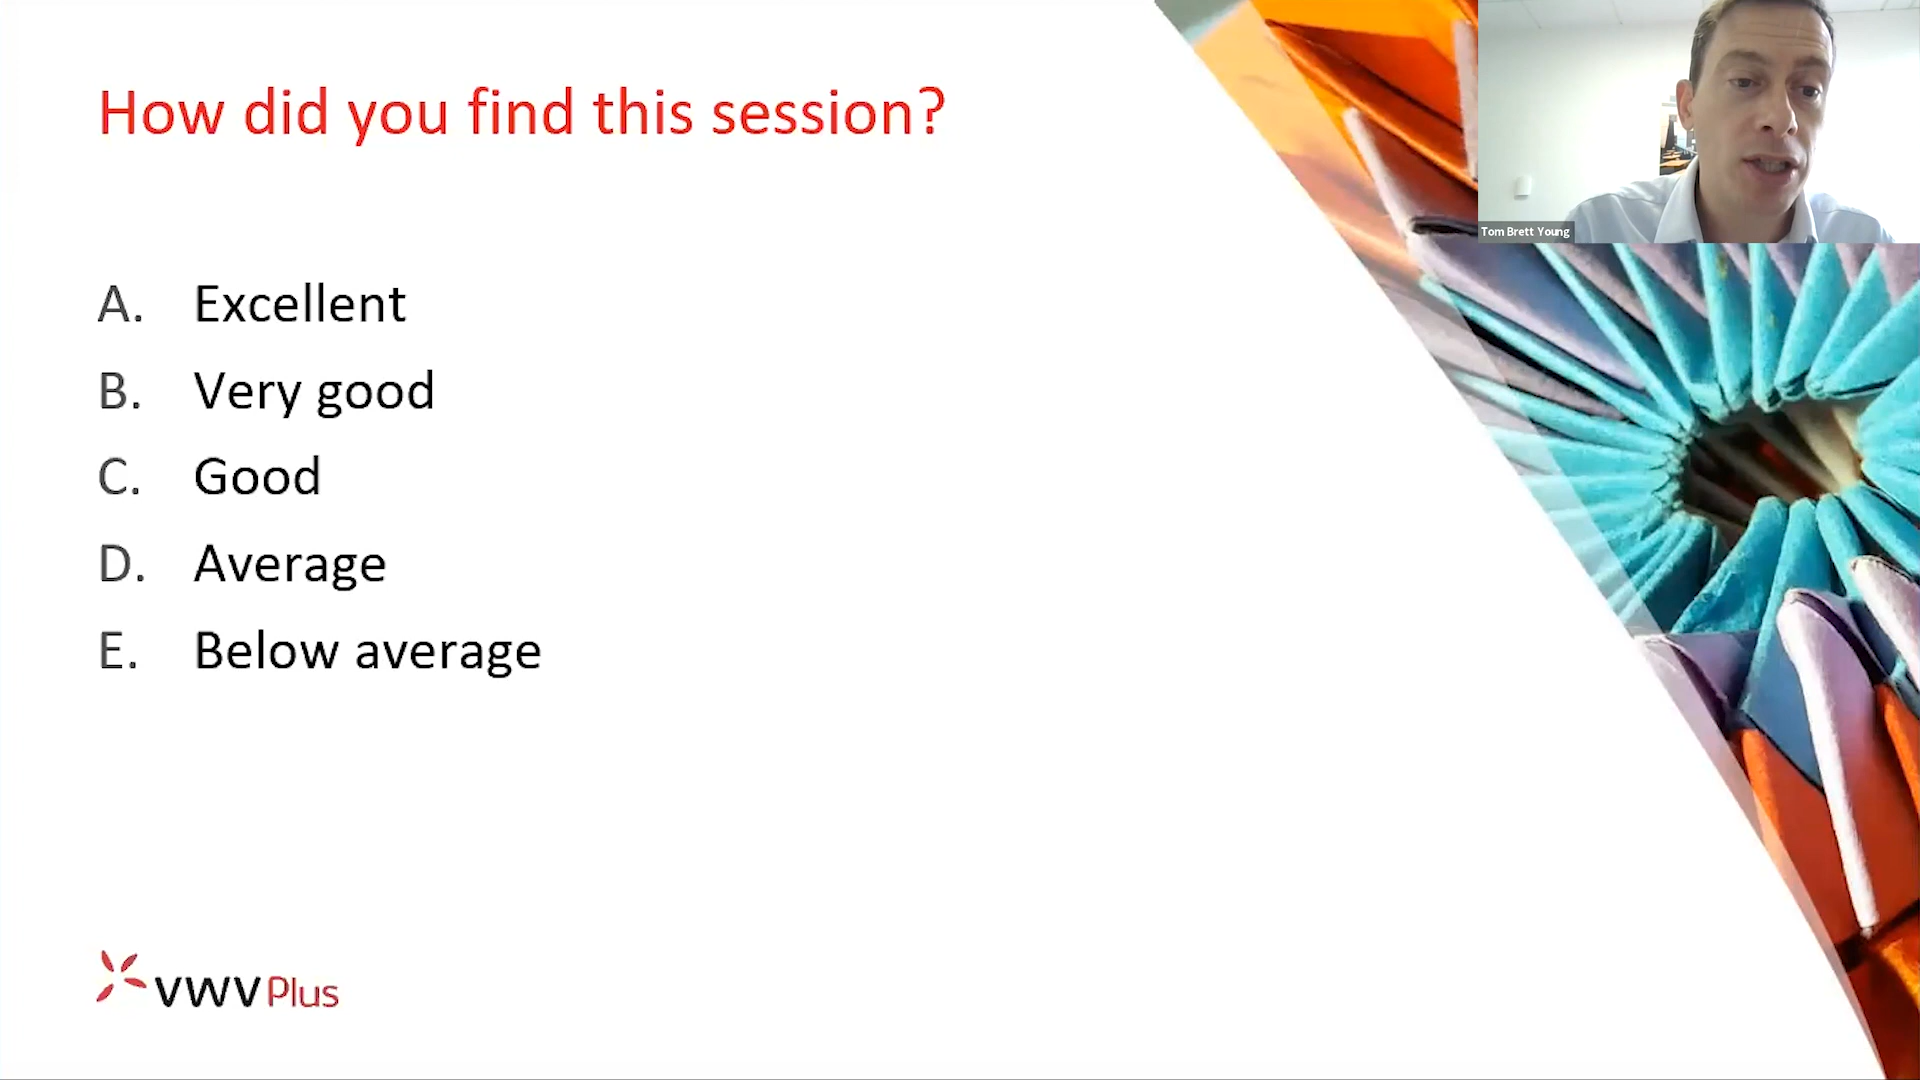 How did you find this session?
Tom Brett Young
A. Excellent
B. Very good
C. Good
D. Average
E. Below average
VWV Plus